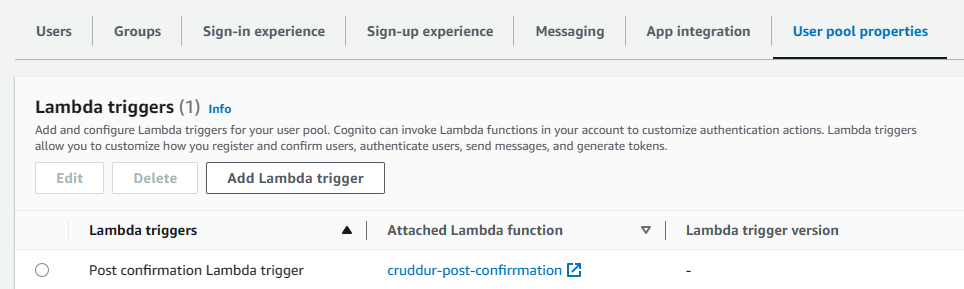 Users Groups Sign-in experience Sign-up experience Messaging App integration User pool properties
Lambda triggers (1) Info
Add and configure Lambda triggers for your user pool. Cognito can invoke Lambda functions in your account to customize authentication actions. Lambda triggers
allow you to customize how you register and confirm users, authenticate users, send messages, and generate tokens.
Edit Delete Add Lambda trigger
Lambda triggers Attached Lambda function Lambda trigger version
Post confirmation Lambda trigger cruddur-post-confirrmation -